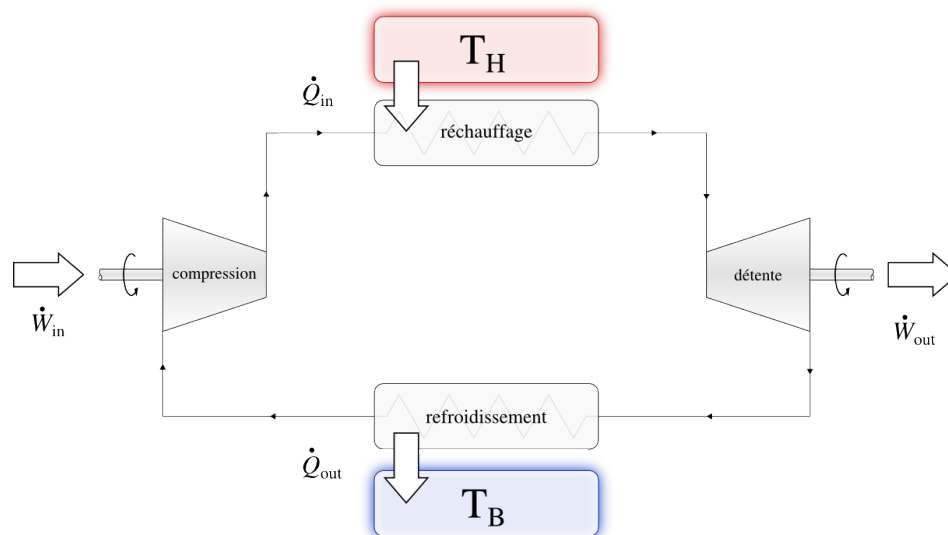 T_H
Q̇_in
réchauffage
compression
détente
Ẇ_in
Ẇ_out
refroidissement
Q̇_out
T_B